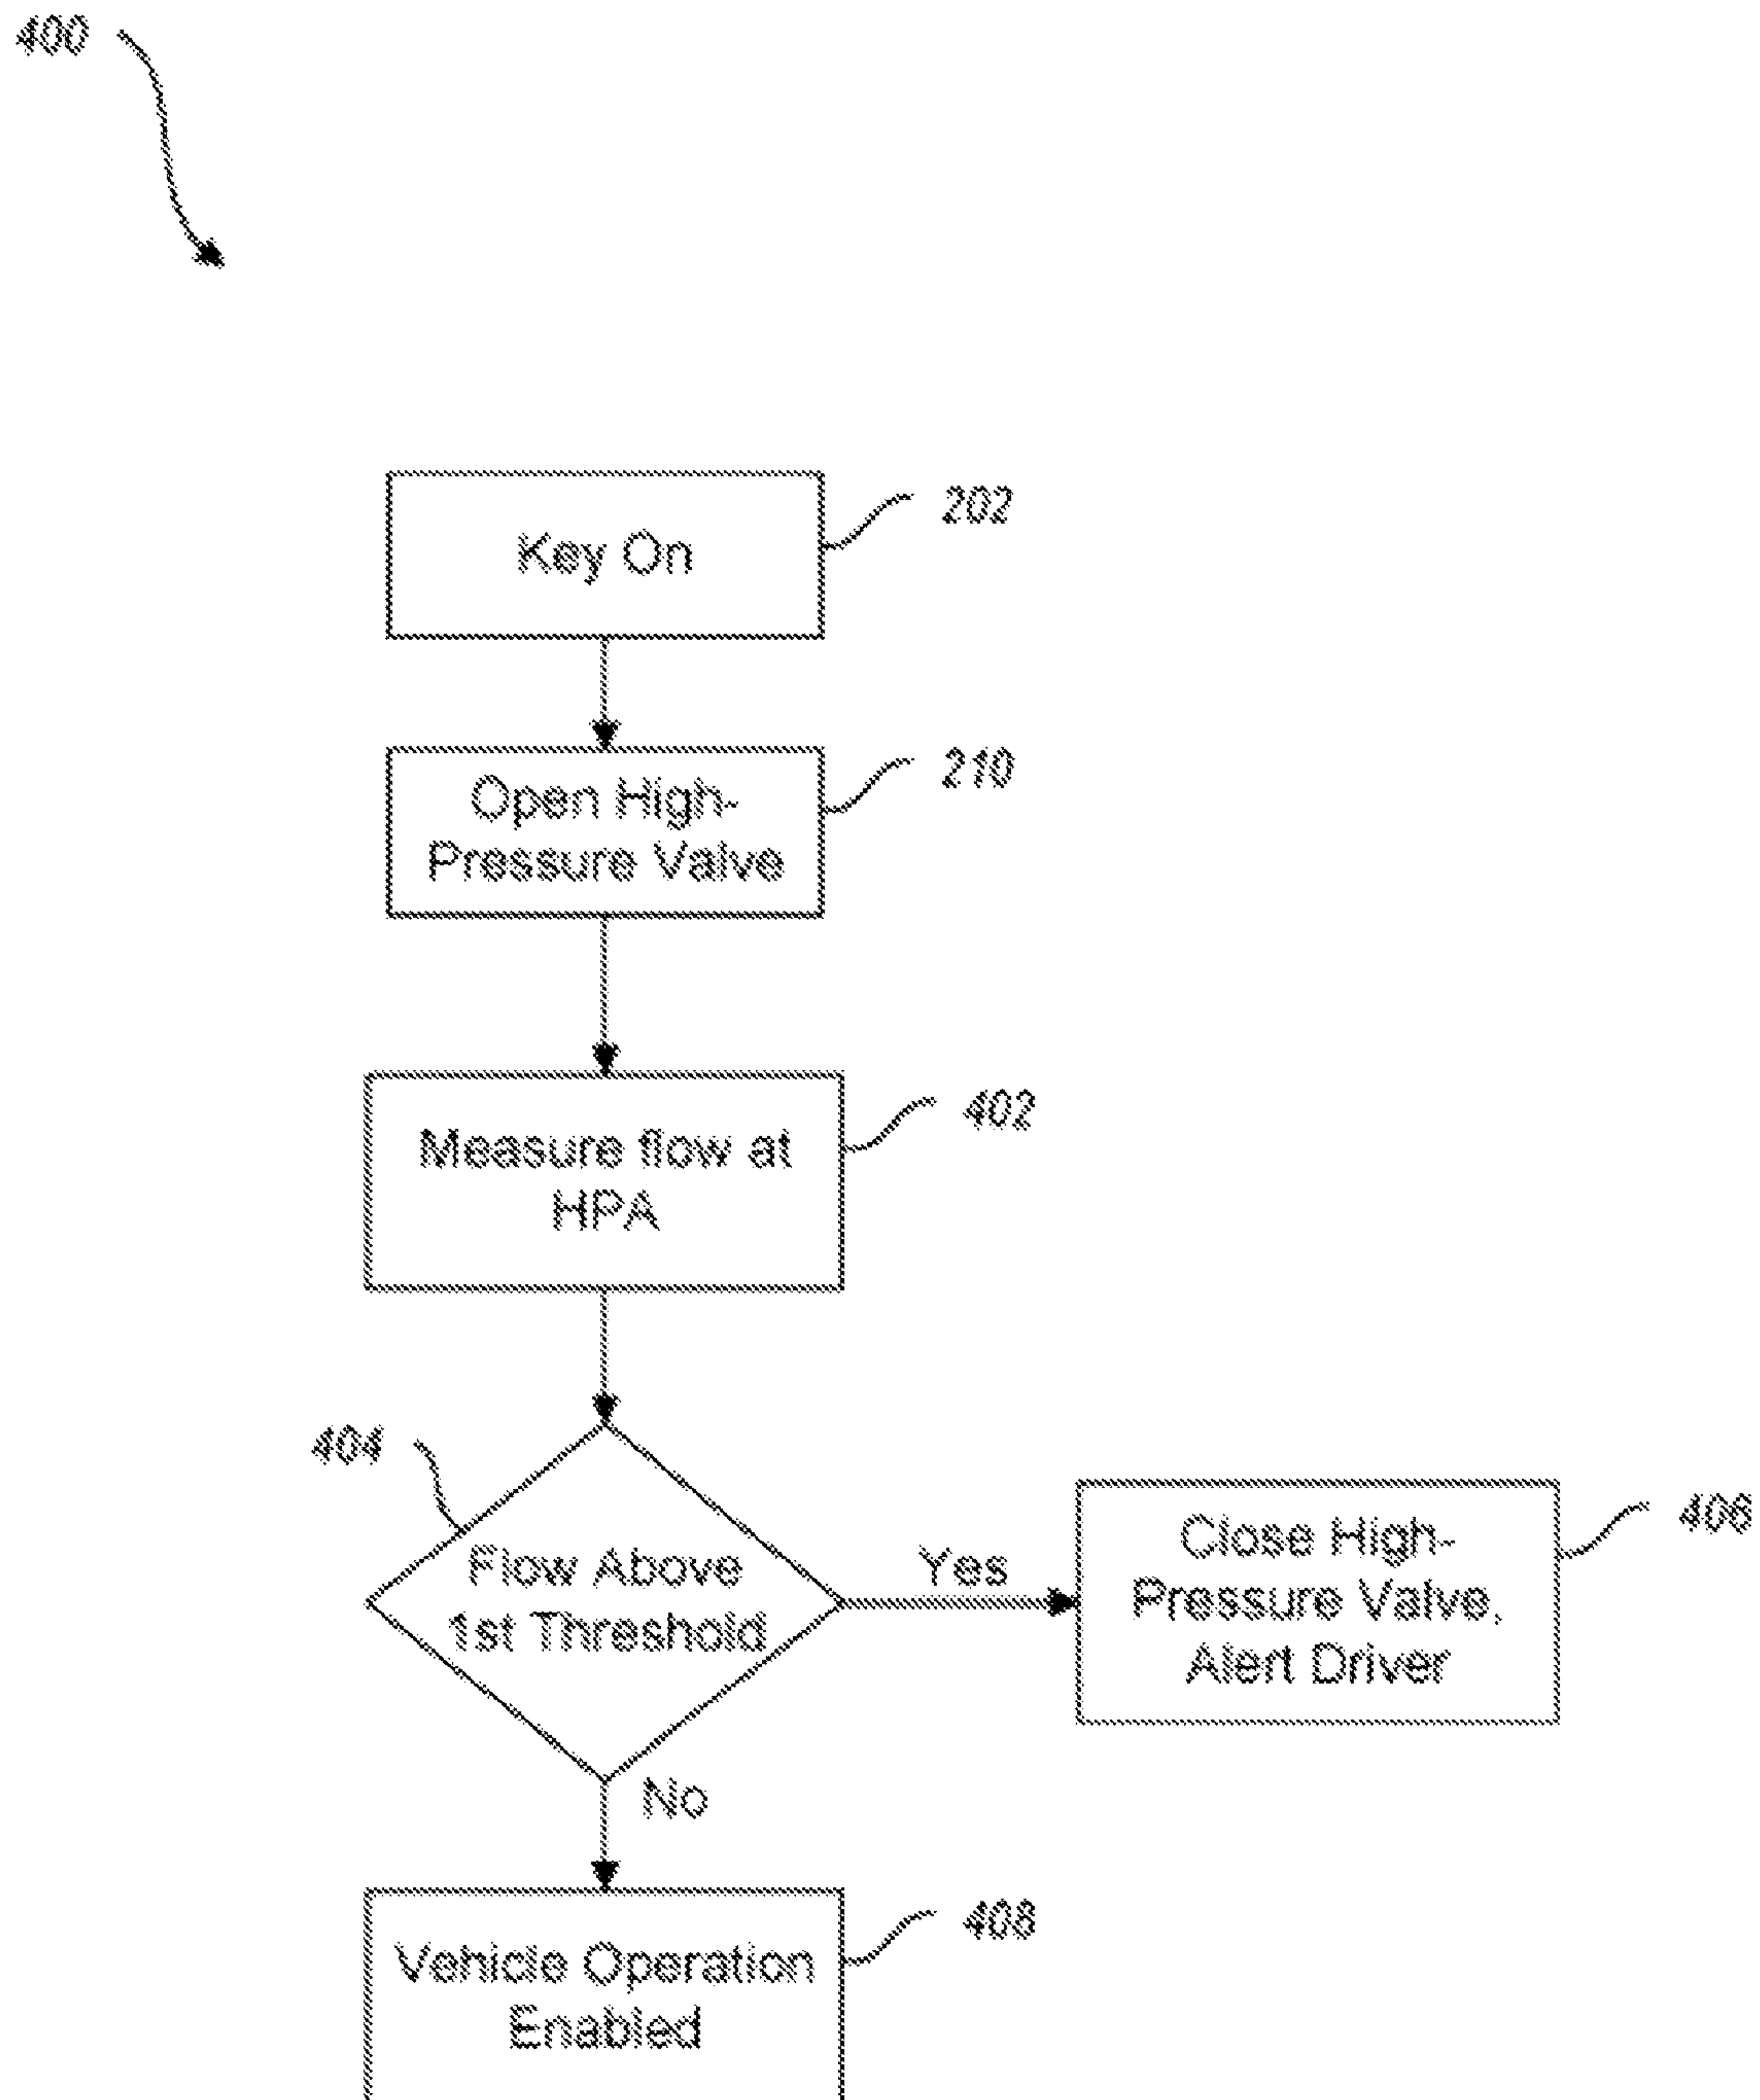 400
Key On
202
Open High-
Pressure Valve
210
Measure flow at
HPA
402
404
Flow Above
1st Threshold
Yes
Close High-
Pressure Valve,
Alert Driver
406
No
Vehicle Operation
Enabled
408